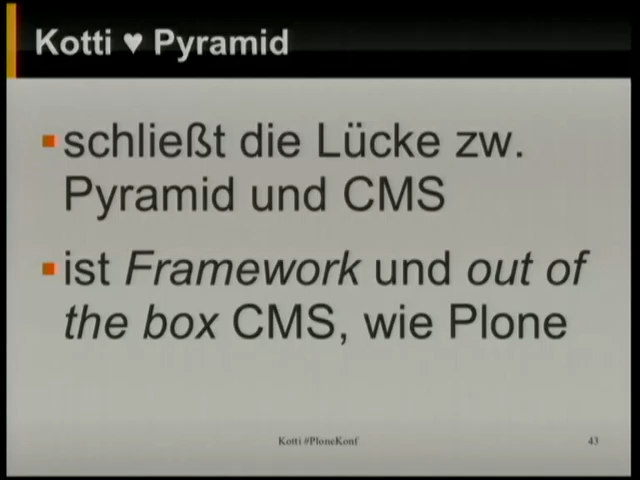 Kotti ♥ Pyramid
schließt die Lücke zw.
Pyramid und CMS
ist Framework und out of
the box CMS, wie Plone
Kotti #PloneKonf
43